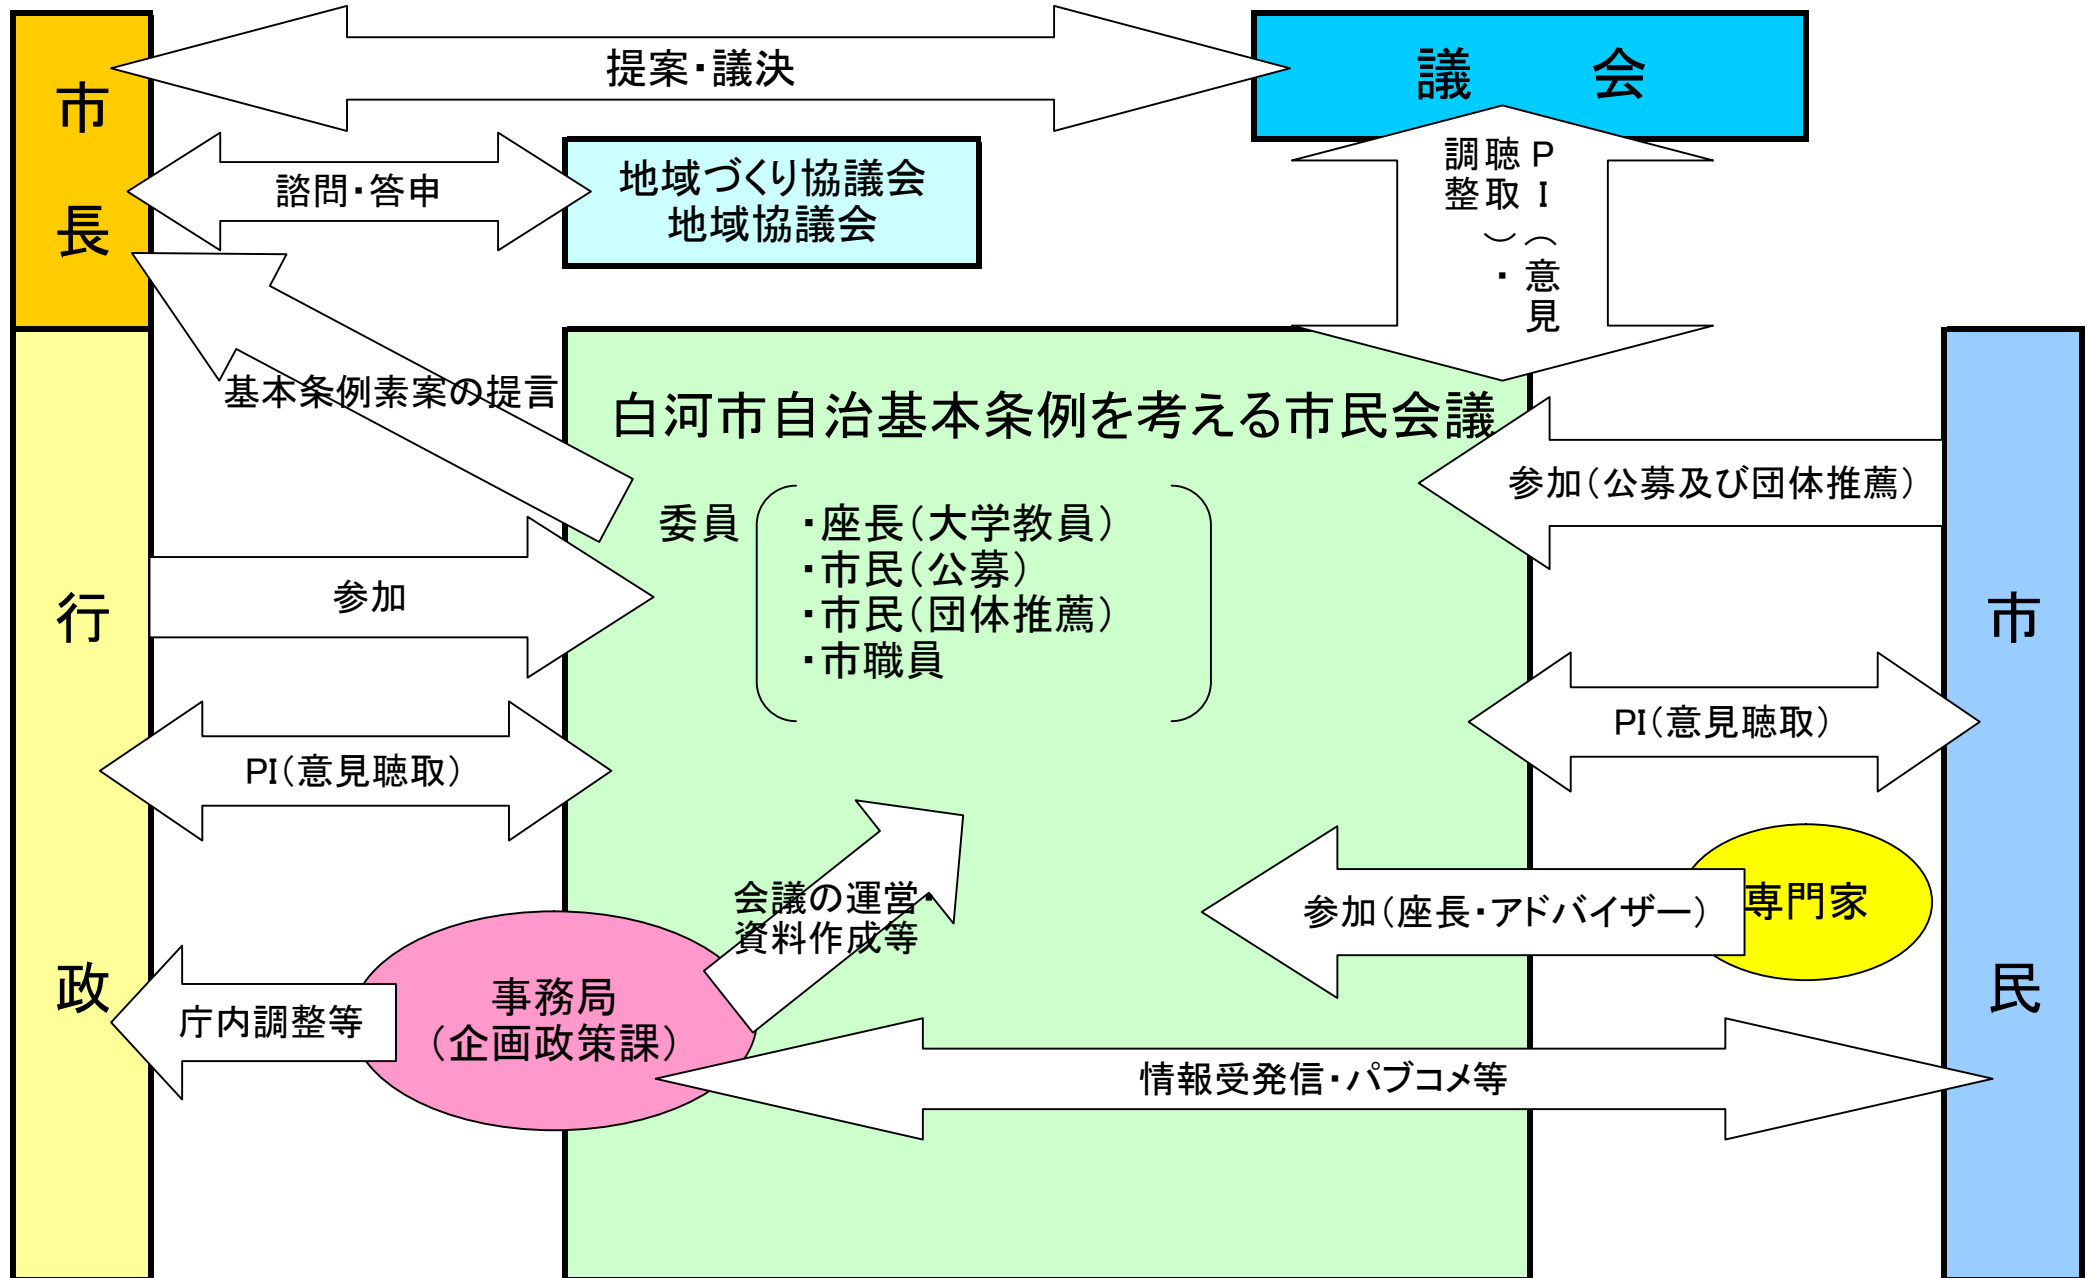 市長
提案・議決
議　会
諮問・答申
地域づくり協議会
地域協議会
PI（意見
聴取）・
調整
基本条例素案の提言
白河市自治基本条例を考える市民会議
委員
・座長（大学教員）
・市民（公募）
・市民（団体推薦）
・市職員
参加（公募及び団体推薦）
行政
参加
市民
PI（意見聴取）
PI（意見聴取）
会議の運営・
資料作成等
参加（座長・アドバイザー）
専門家
庁内調整等
事務局
（企画政策課）
情報受発信・パブコメ等